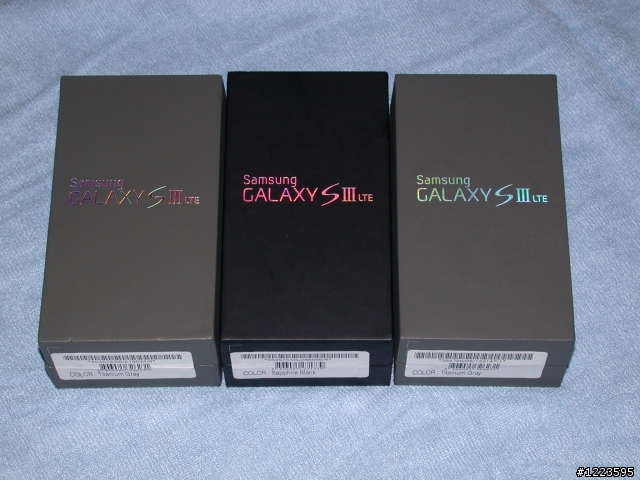 Samsung
GALAXY S III LTE
Samsung
GALAXY S III LTE
Samsung
GALAXY S III LTE
COLOR : Titanium Gray
COLOR : Sapphire Black
COLOR : Titanium Gray
#1223595